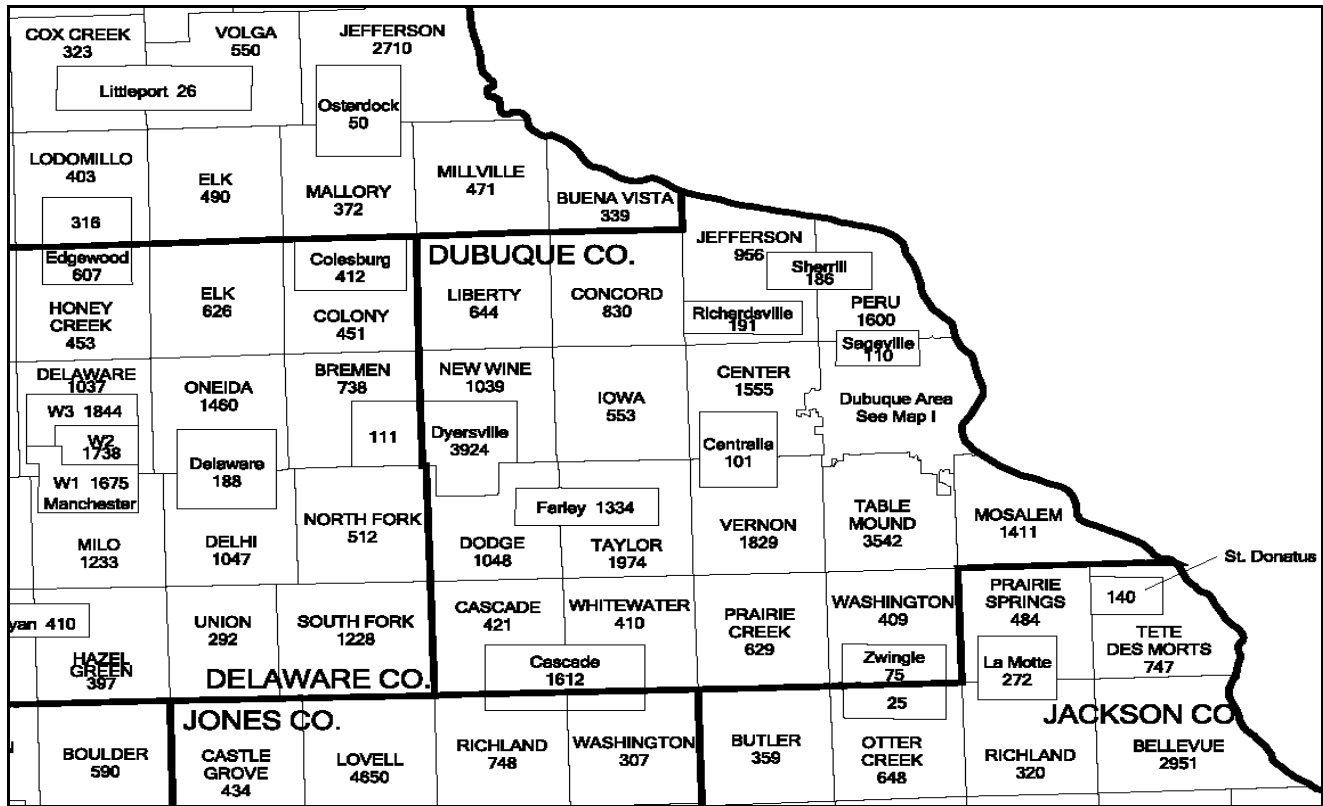 COX CREEK
323
VOLGA
550
JEFFERSON
2710
Littleport 26
Osterdock
50
LODOMILLO
403
ELK
490
MALLORY
372
MILLVILLE
471
BUENA VISTA
339
316
Edgewood
607
Colesburg
412
DUBUQUE CO.
JEFFERSON
956
Sherrill
186
HONEY
CREEK
453
ELK
626
COLONY
451
LIBERTY
644
CONCORD
830
Richardsville
191
PERU
1600
Sageville
110
DELAWARE
1037
W3 1844
W2
1738
W1 1675
Manchester
ONEIDA
1460
BREMEN
738
NEW WINE
1039
IOWA
553
CENTER
1555
Dubuque Area
See Map I
111
Dyersville
3924
Centralia
101
Delaware
188
NORTH FORK
512
Farley 1334
TABLE
MOUND
3542
MOSALEM
1411
MILO
1233
DELHI
1047
DODGE
1048
TAYLOR
1974
VERNON
1829
St. Donatus
yan 410
UNION
292
SOUTH FORK
1228
CASCADE
421
WHITEWATER
410
PRAIRIE
CREEK
629
WASHINGTON
409
PRAIRIE
SPRINGS
484
140
TETE
DES MORTS
747
HAZEL
GREEN
397
DELAWARE CO.
Cascade
1612
Zwingle
75
La Motte
272
25
JONES CO.
JACKSON CO
BOULDER
590
CASTLE
GROVE
434
LOVELL
4650
RICHLAND
748
WASHINGTON
307
BUTLER
359
OTTER
CREEK
648
RICHLAND
320
BELLEVUE
2951